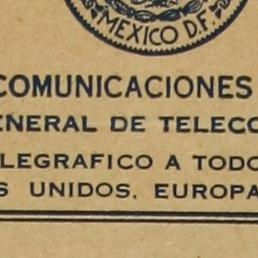 MEXICO D.F.
COMUNICACIONES
ENERAL DE TELECO
LEGRAFICO A TODO
S UNIDOS, EUROPA